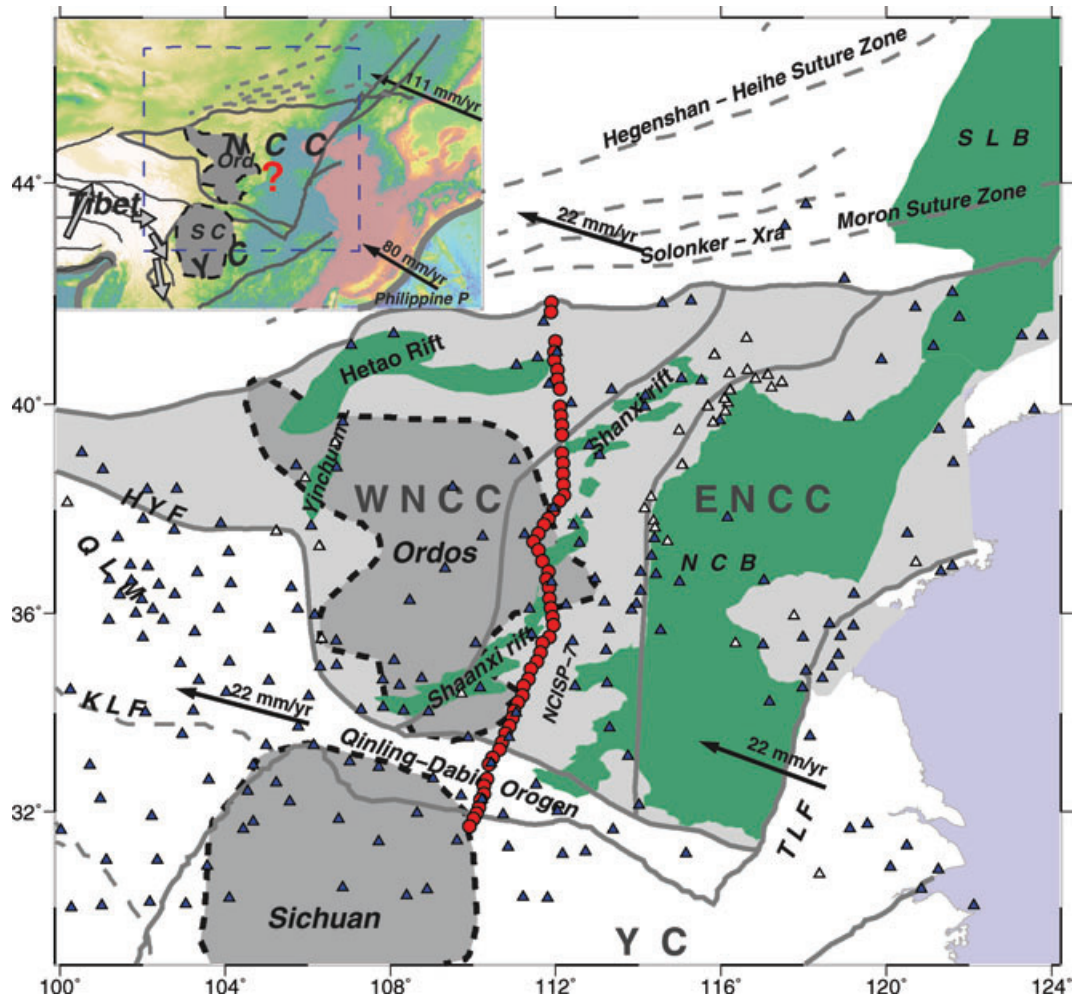 111 mm/yr
N C C
Ord
?
Tibet
S C
Y C
80 mm/yr
Philippine P
Hegenshan – Heihe Suture Zone
S L B
22 mm/yr
Moron Suture Zone
Solonker – Xra
44°
Hetao Rift
Shanxi rift
40°
Yinchuan
W N C C
E N C C
H Y F
Ordos
N C B
Q L M
36°
Shaanxi rift
NCISP–7
K L F
22 mm/yr
Qinling–Dabie Orogen
22 mm/yr
32°
T L F
Sichuan
Y C
100°
104°
108°
112°
116°
120°
124°